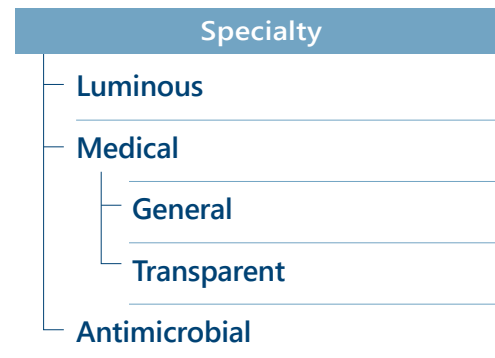 Specialty
Luminous
Medical
General
Transparent
Antimicrobial